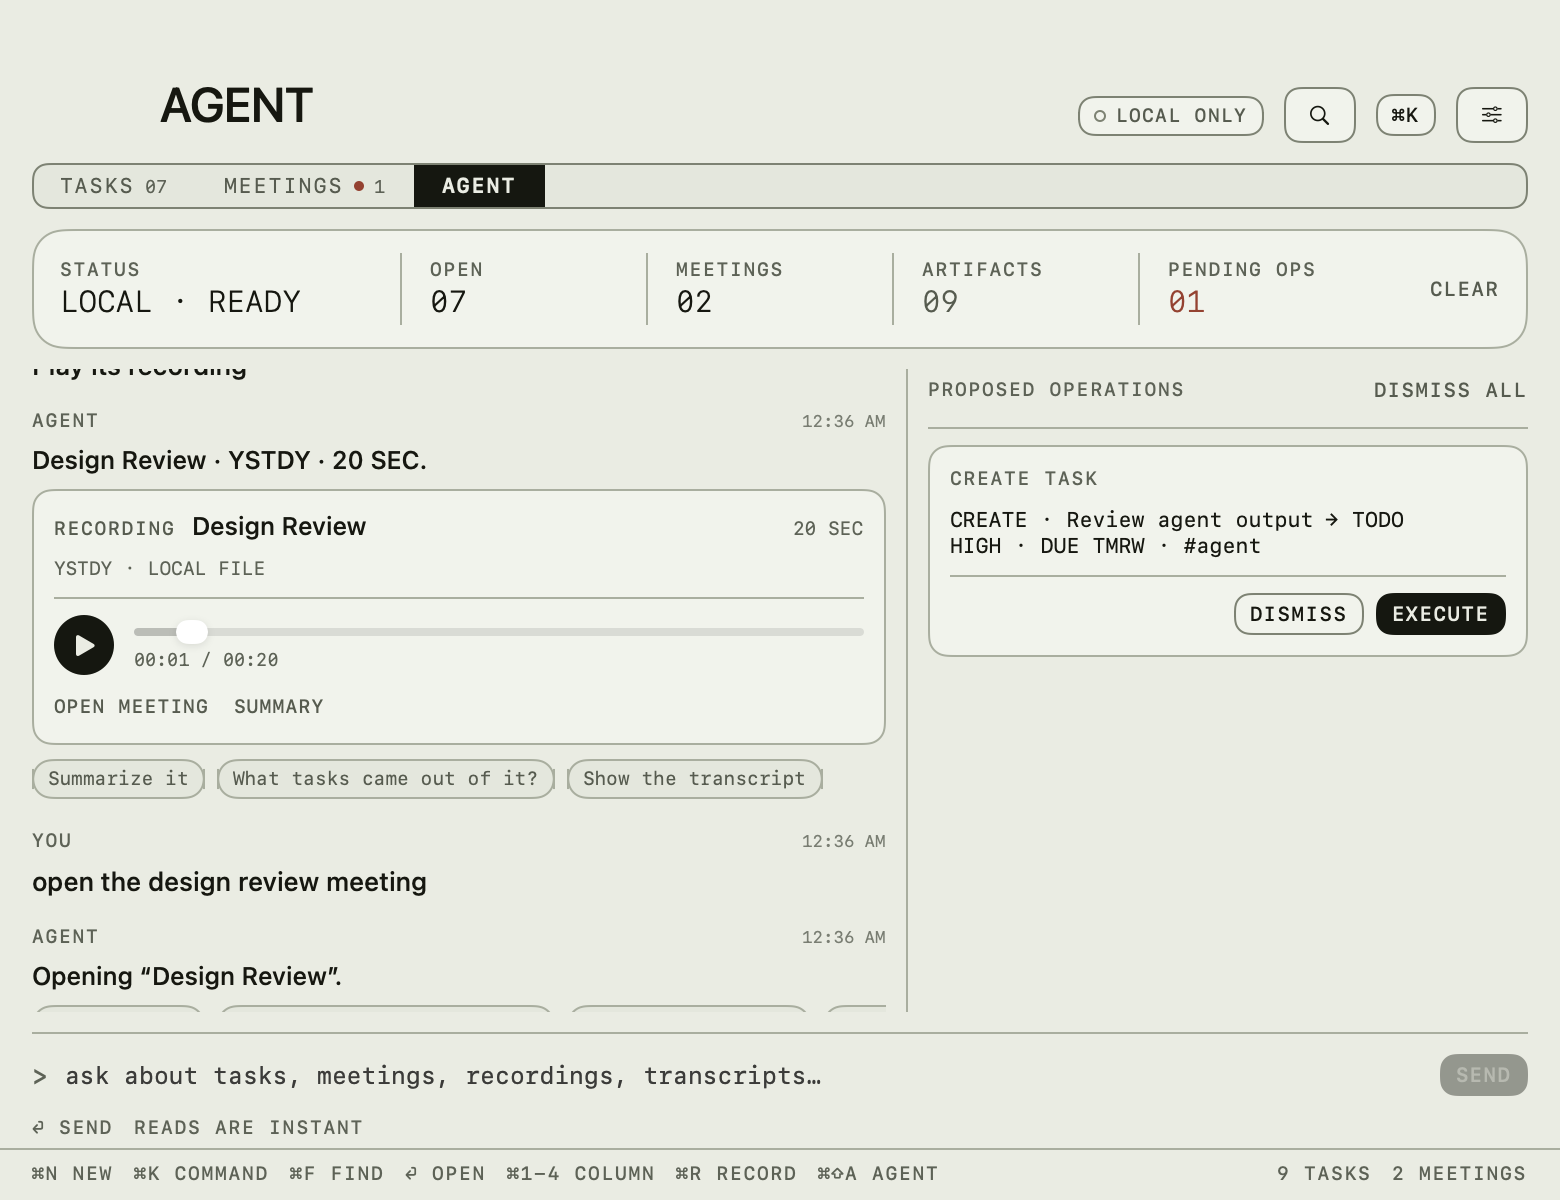 AGENT
LOCAL ONLY
⌘K
TASKS 07
MEETINGS 1
AGENT
STATUS
LOCAL · READY
OPEN
07
MEETINGS
02
ARTIFACTS
09
PENDING OPS
01
CLEAR
Play its recording
AGENT 12:36 AM
Design Review · YSTDY · 20 SEC.
RECORDING Design Review 20 SEC
YSTDY · LOCAL FILE
00:01 / 00:20
OPEN MEETING SUMMARY
Summarize it
What tasks came out of it?
Show the transcript
YOU 12:36 AM
open the design review meeting
AGENT 12:36 AM
Opening “Design Review”.
PROPOSED OPERATIONS DISMISS ALL
CREATE TASK
CREATE · Review agent output → TODO
HIGH · DUE TMRW · #agent
DISMISS
EXECUTE
> ask about tasks, meetings, recordings, transcripts…
SEND
⏎ SEND READS ARE INSTANT
⌘N NEW ⌘K COMMAND ⌘F FIND ⏎ OPEN ⌘1–4 COLUMN ⌘R RECORD ⌘⇧A AGENT
9 TASKS 2 MEETINGS